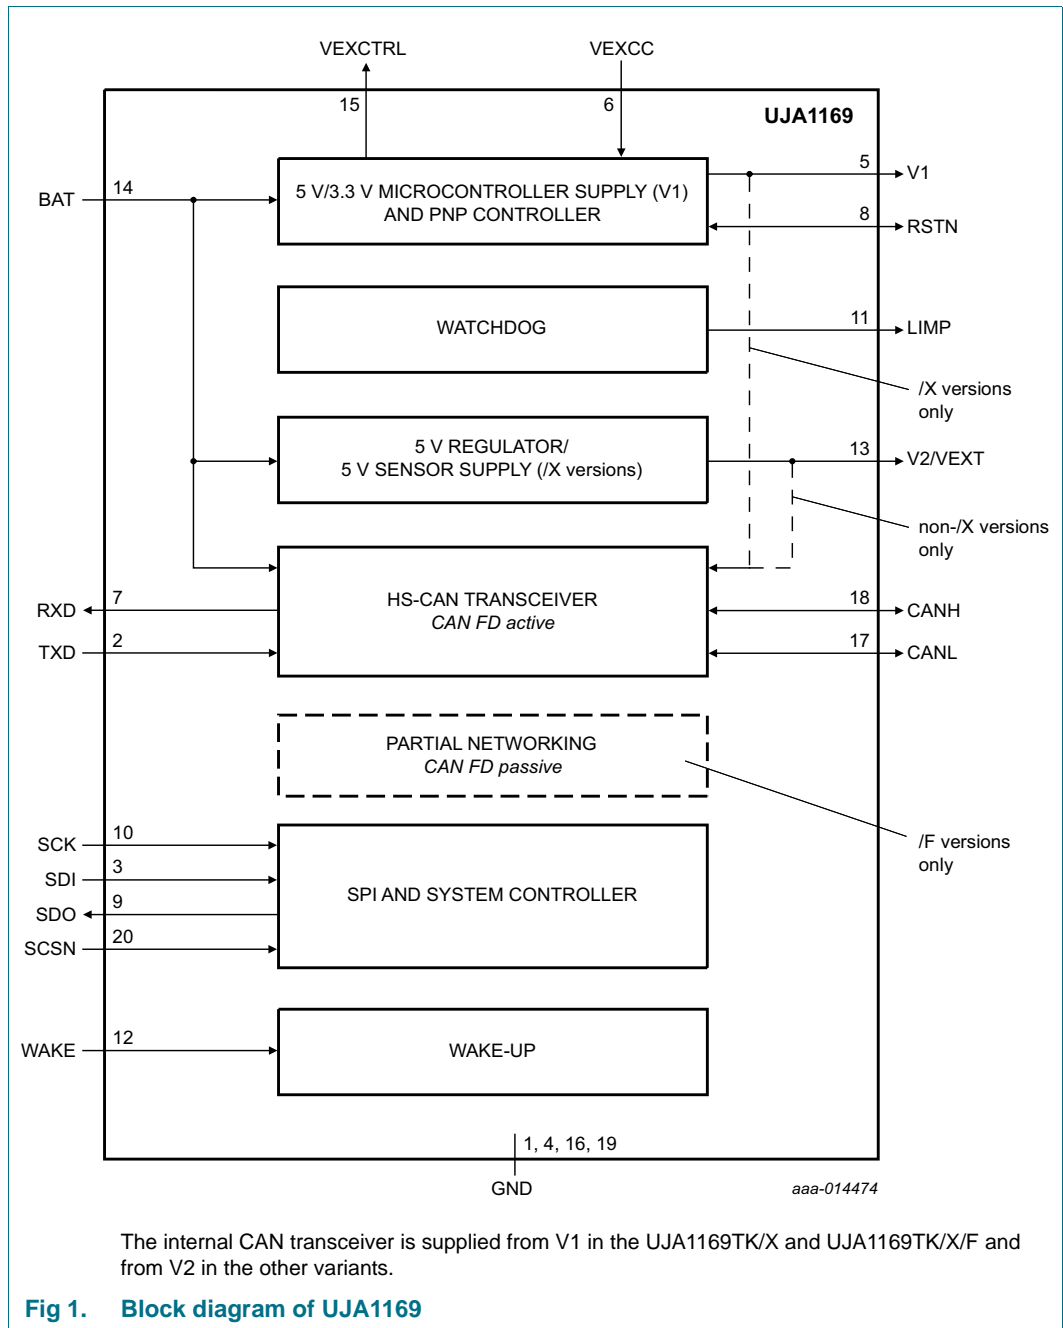 VEXCTRL
VEXCC
15
6
UJA1169
BAT
14
5 V/3.3 V MICROCONTROLLER SUPPLY (V1)
AND PNP CONTROLLER
5
V1
8
RSTN
WATCHDOG
11
LIMP
/X versions
only
5 V REGULATOR/
5 V SENSOR SUPPLY (/X versions)
13
V2/VEXT
non-/X versions
only
RXD
7
TXD
2
HS-CAN TRANSCEIVER
CAN FD active
18
CANH
17
CANL
PARTIAL NETWORKING
CAN FD passive
/F versions
only
SCK
10
SDI
3
SDO
9
SCSN
20
SPI AND SYSTEM CONTROLLER
WAKE
12
WAKE-UP
1, 4, 16, 19
GND
aaa-014474
The internal CAN transceiver is supplied from V1 in the UJA1169TK/X and UJA1169TK/X/F and
from V2 in the other variants.
Fig 1. Block diagram of UJA1169